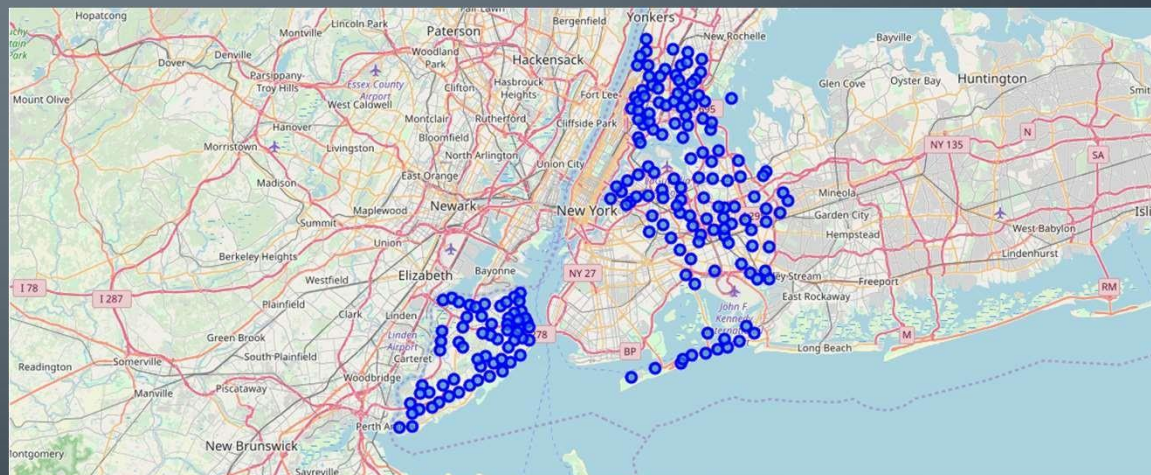 Hopatcong
Lincoln Park
Yonkers
Bergenfield
Montville
Paterson
New Rochelle
Bayville
Denville
Woodland Park
Hackensack
Dover
Parsippany-Troy Hills
Essex County Airport
Clifton
Hasbrouck Heights
Fort Lee
Glen Cove
Oyster Bay
Huntington
Mount Olive
West Caldwell
Hanover
Montclair
Rutherford
Cliffside Park
Bloomfield
NY 135
N
Morristown
Livingston
North Arlington
Union City
SA
East Orange
Madison
Mineola
Maplewood
Newark
New York
Garden City
Summit
Hempstead
West Babylon
Union
Berkeley Heights
Lindenhurst
Elizabeth
Bayonne
NY 27
Freeport
I 78
I 287
Westfield
East Rockaway
RM
Plainfield
Clark
Linden
John F
Green Brook
Linden Airport
M
Long Beach
BP
Somerville
South Plainfield
Carteret
Readington
Woodbridge
Manville
Piscataway
New Brunswick
Sayreville